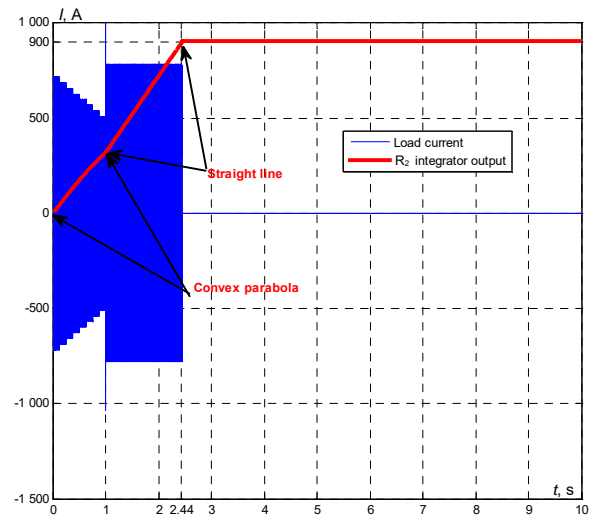 I, A
1 000
900
500
0
-500
-1 000
-1 500
Load current
R₂ integrator output
Straight line
Convex parabola
t, s
0 1 2 2.44 3 4 5 6 7 8 9 10